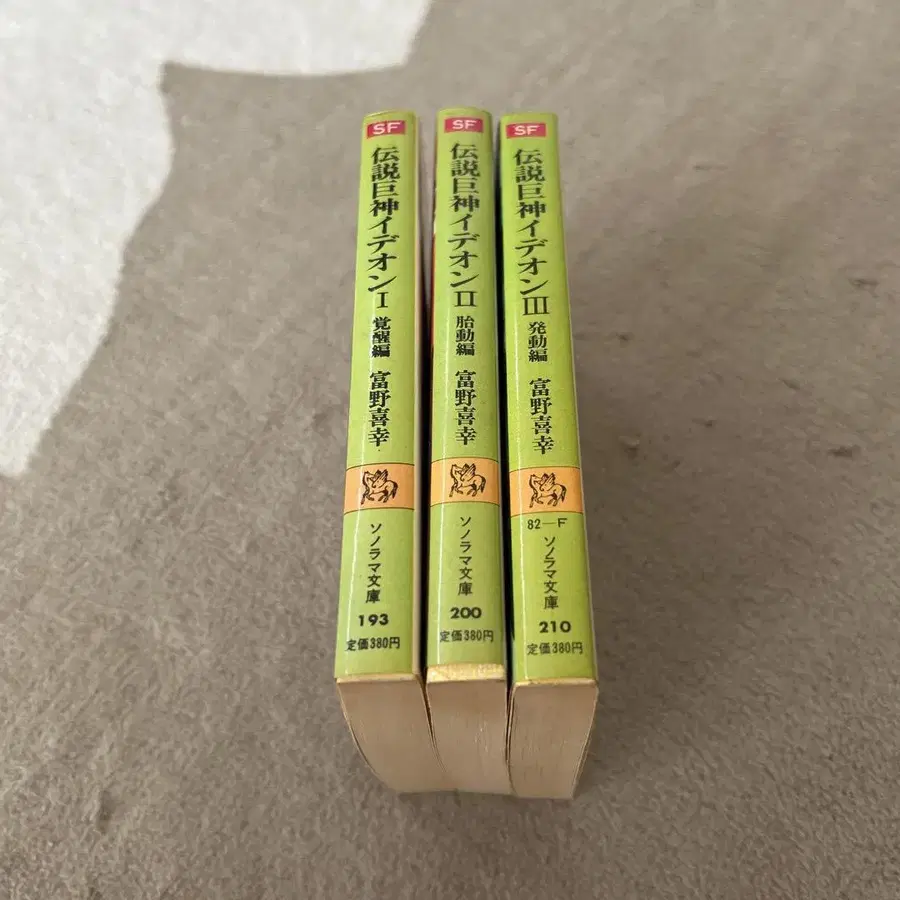 SF
伝説巨神イデオンI 覚醒編 富野喜幸
ソノラマ文庫
193
定価380円
SF
伝説巨神イデオンII 胎動編 富野喜幸
ソノラマ文庫
200
定価380円
SF
伝説巨神イデオンIII 発動編 富野喜幸
82—F
ソノラマ文庫
210
定価380円